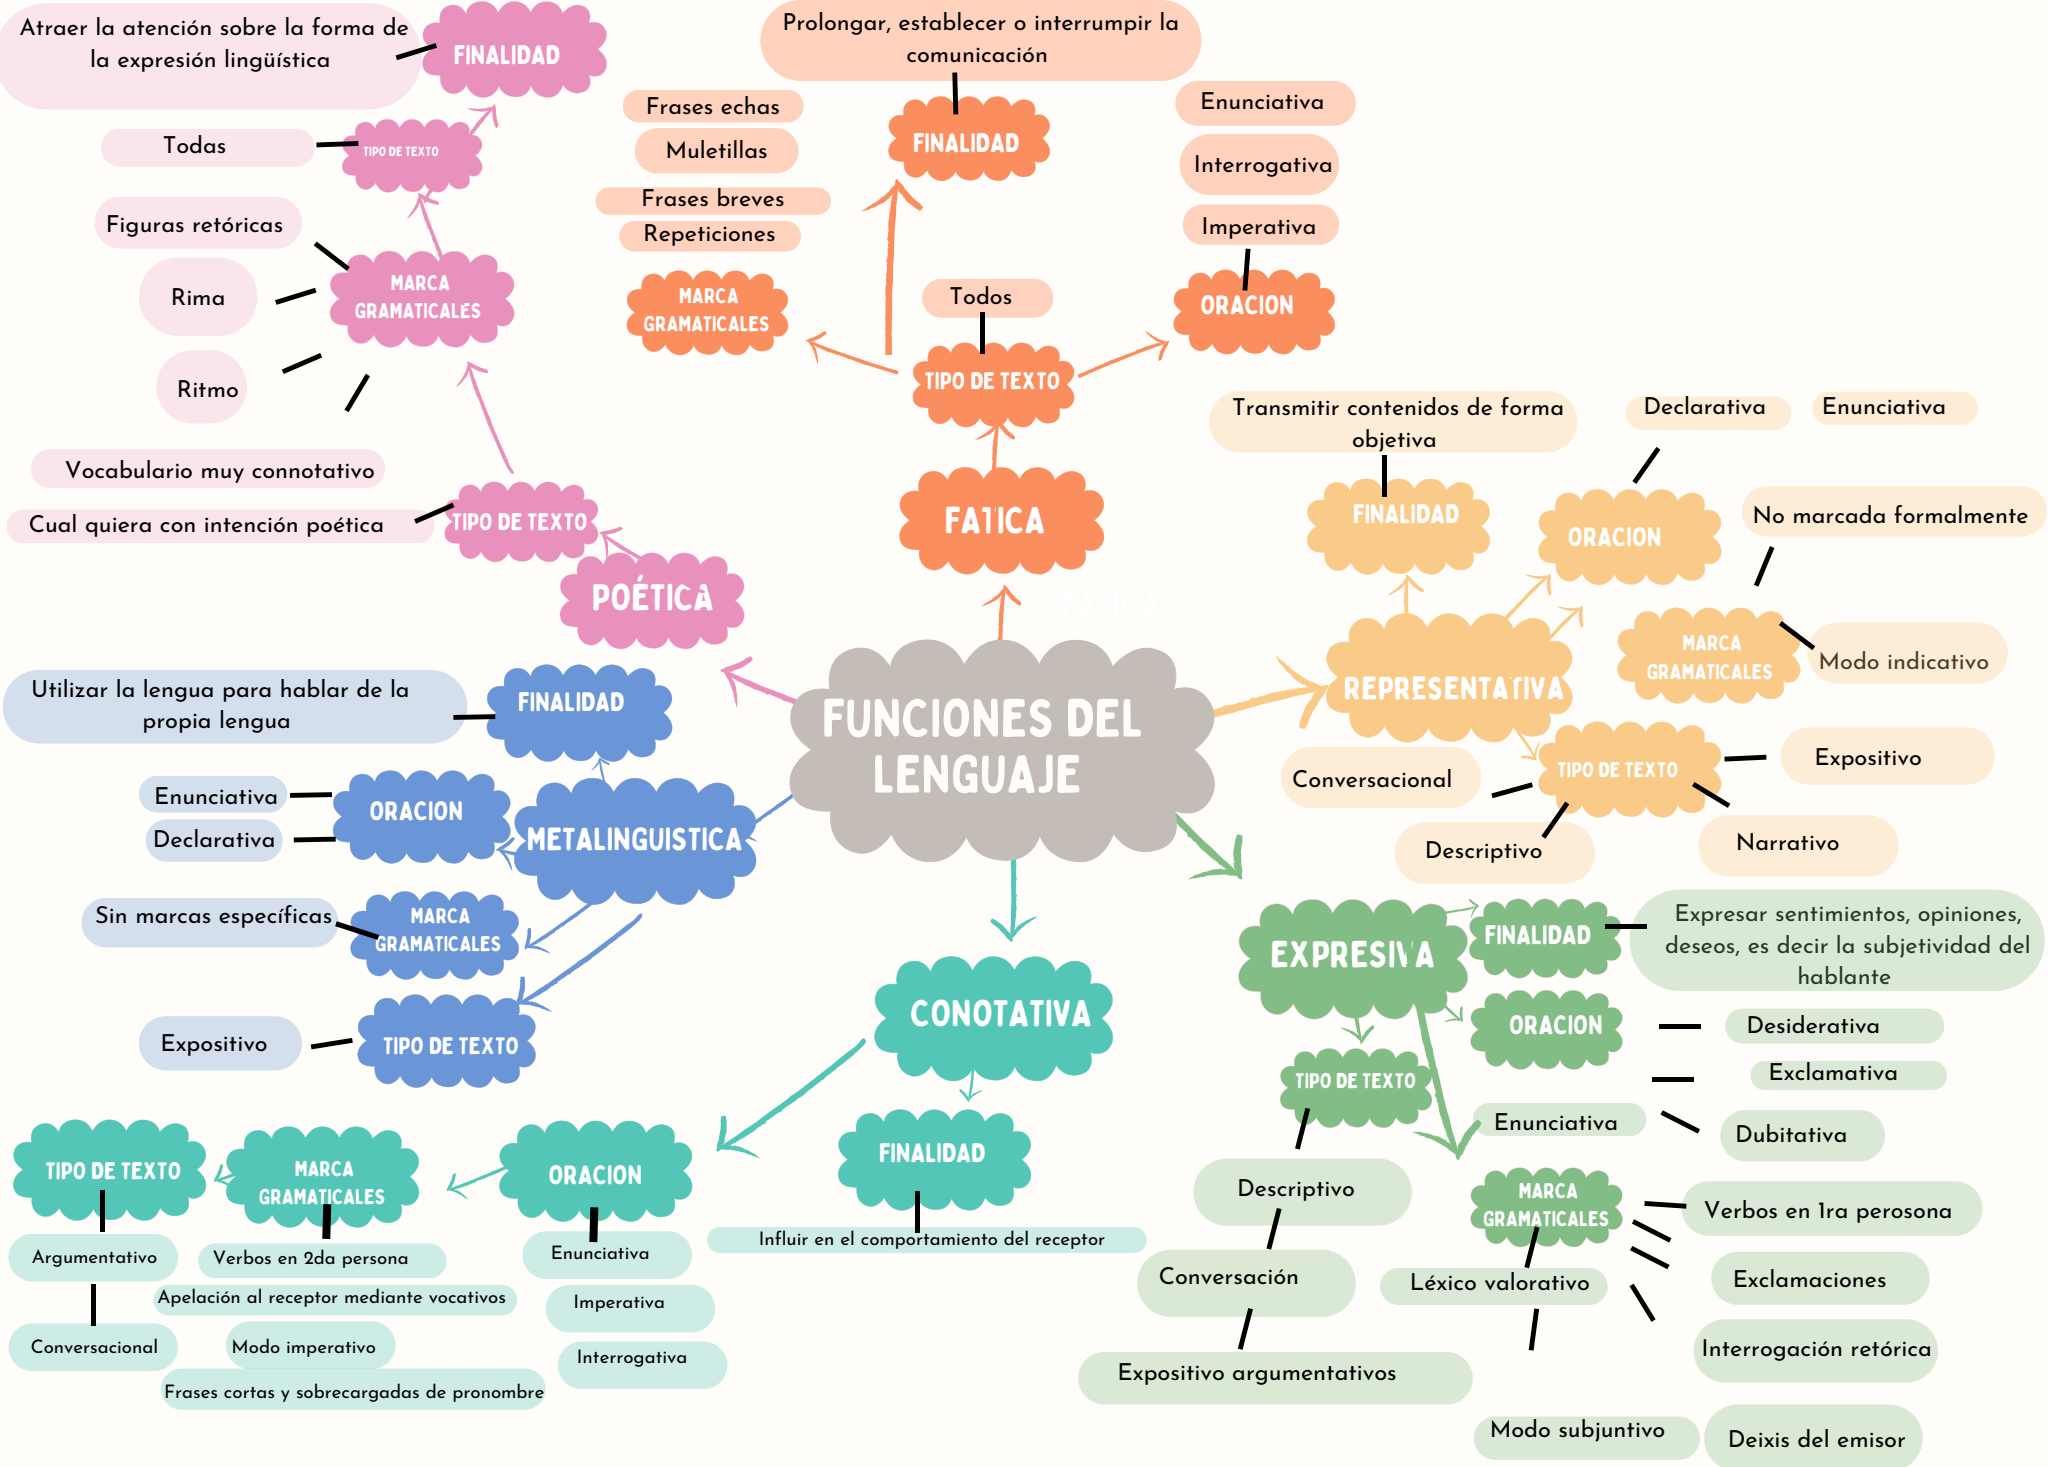 Atraer la atención sobre la forma de
la expresión lingüística
FINALIDAD
Todas
TIPO DE TEXTO
Figuras retóricas
Rima
Ritmo
MARCA
GRAMATICALES
Vocabulario muy connotativo
Cual quiera con intención poética
TIPO DE TEXTO
POÉTICA
Prolongar, establecer o interrumpir la
comunicación
FINALIDAD
Frases echas
Muletillas
Frases breves
Repeticiones
MARCA
GRAMATICALES
Enunciativa
Interrogativa
Imperativa
ORACION
Todos
TIPO DE TEXTO
FATICA
FATICA
Transmitir contenidos de forma
objetiva
FINALIDAD
Declarativa
Enunciativa
ORACION
No marcada formalmente
MARCA
GRAMATICALES
Modo indicativo
REPRESENTATIVA
TIPO DE TEXTO
Conversacional
Descriptivo
Expositivo
Narrativo
FUNCIONES DEL
LENGUAJE
Utilizar la lengua para hablar de la
propia lengua
FINALIDAD
Enunciativa
Declarativa
ORACION
METALINGUISTICA
Sin marcas específicas
MARCA
GRAMATICALES
Expositivo
TIPO DE TEXTO
CONOTATIVA
FINALIDAD
Influir en el comportamiento del receptor
ORACION
Enunciativa
Imperativa
Interrogativa
MARCA
GRAMATICALES
Verbos en 2da persona
Apelación al receptor mediante vocativos
Modo imperativo
Frases cortas y sobrecargadas de pronombre
TIPO DE TEXTO
Argumentativo
Conversacional
EXPRESIVA
FINALIDAD
Expresar sentimientos, opiniones,
deseos, es decir la subjetividad del
hablante
ORACION
Desiderativa
Exclamativa
Enunciativa
Dubitativa
TIPO DE TEXTO
Descriptivo
Conversación
Expositivo argumentativos
MARCA
GRAMATICALES
Verbos en 1ra perosona
Léxico valorativo
Exclamaciones
Interrogación retórica
Modo subjuntivo
Deixis del emisor